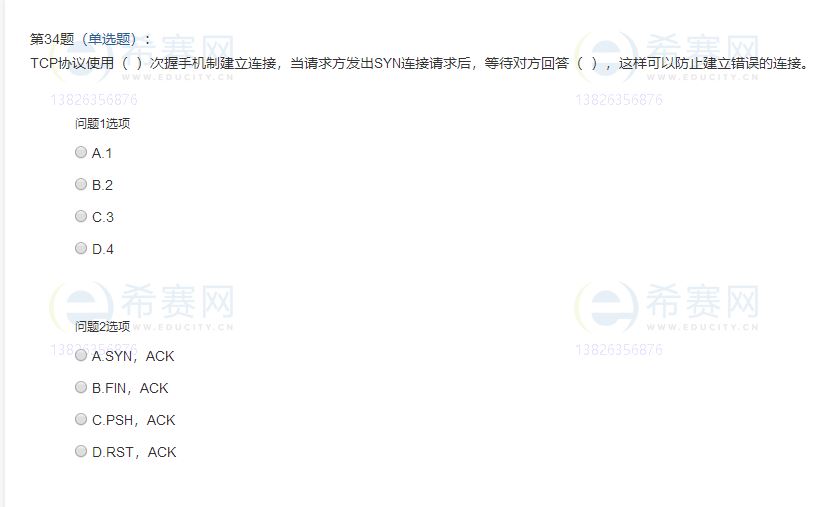 第34题（单选题）：
TCP协议使用（ ）次握手机制建立连接，当请求方发出SYN连接请求后，等待对方回答（ ），这样可以防止建立错误的连接。
希赛网
WWW.EDUCITY.CN
13826356876
希赛网
WWW.EDUCITY.CN
13826356876
问题1选项
A.1
B.2
C.3
D.4
希赛网
WWW.EDUCITY.CN
13826356876
希赛网
WWW.EDUCITY.CN
13826356876
问题2选项
A.SYN，ACK
B.FIN，ACK
C.PSH，ACK
D.RST，ACK